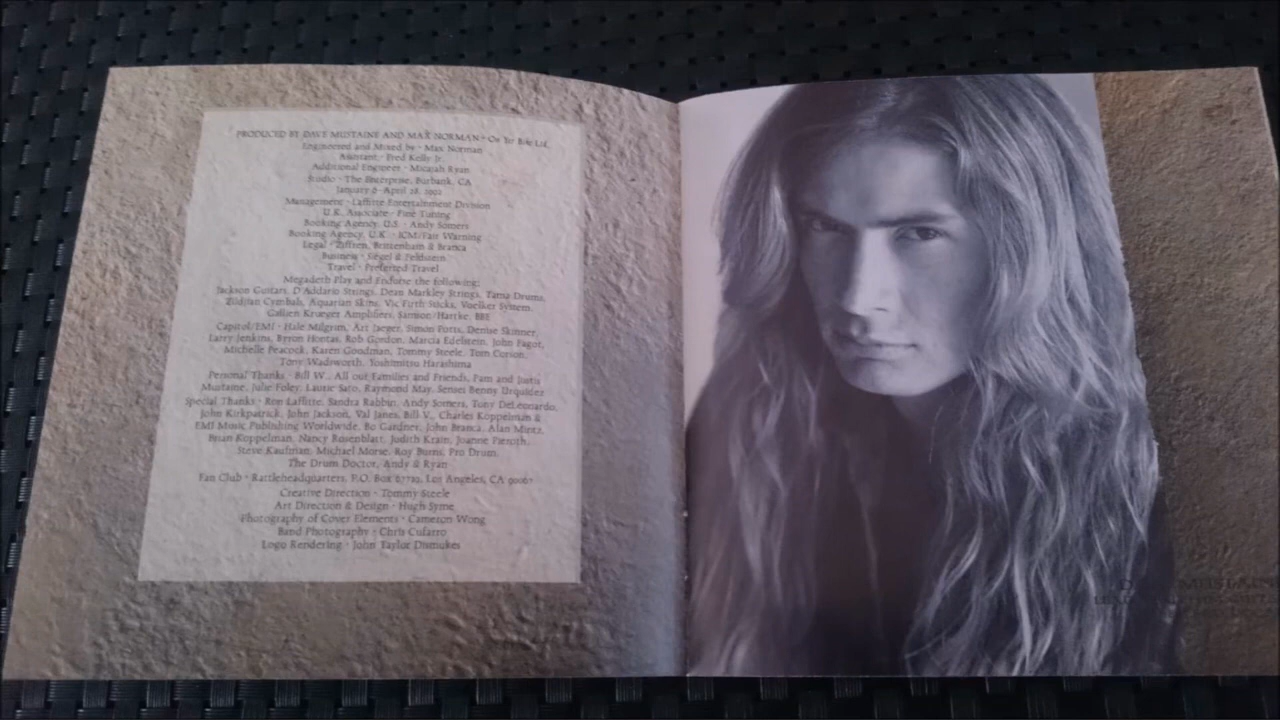 PRODUCED BY DAVE MUSTAINE AND MAX NORMAN · On Yer Bike Ltd.
Engineered and Mixed by · Max Norman
Assistant · Fred Kelly Jr.
Additional Engineer · Micajah Ryan
Studio · The Enterprise, Burbank, CA
January 6–April 28, 1992
Management · Laffitte Entertainment Division
U.K. Associate · Fine Tuning
Booking Agency, U.S. · Andy Somers
Booking Agency, U.K. · ICM/Fair Warning
Legal · Ziffren, Brittenham & Branca
Business · Siegel & Feldstein
Travel · Preferred Travel
Megadeth Play and Endorse the Following:
Jackson Guitars, D'Addario Strings, Dean Markley Strings, Tama Drums,
Zildjian Cymbals, Aquarian Skins, Vic Firth Sticks, Voelker System,
Gallien Krueger Amplifiers, Samson/Hartke, BBE
Capitol/EMI · Hale Milgrim, Art Jaeger, Simon Potts, Denise Skinner,
Larry Jenkins, Byron Hontas, Rob Gordon, Marcia Edelstein, John Fagot,
Michelle Peacock, Karen Goodman, Tommy Steele, Tom Corson,
Tony Wadsworth, Yoshimitsu Harashima
Personal Thanks · Bill W., All our Families and Friends, Pam and Justis
Mustaine, Julie Foley, Laurie Sato, Raymond May, Sensei Benny Urquidez
Special Thanks · Ron Laffitte, Sandra Rabbin, Andy Somers, Tony DeLeonardo,
John Kirkpatrick, John Jackson, Val Janes, Bill V., Charles Koppelman &
EMI Music Publishing Worldwide, Bo Gardner, John Branca, Alan Mintz,
Brian Koppelman, Nancy Rosenblatt, Judith Krain, Joanne Pieroth,
Steve Kaufman, Michael Morse, Roy Burns, Pro Drum,
The Drum Doctor, Andy & Ryan
Fan Club · Rattleheadquarters, P.O. Box 67729, Los Angeles, CA 90067
Creative Direction · Tommy Steele
Art Direction & Design · Hugh Syme
Photography of Cover Elements · Cameron Wong
Band Photography · Chris Cufarro
Logo Rendering · John Taylor Dismukes